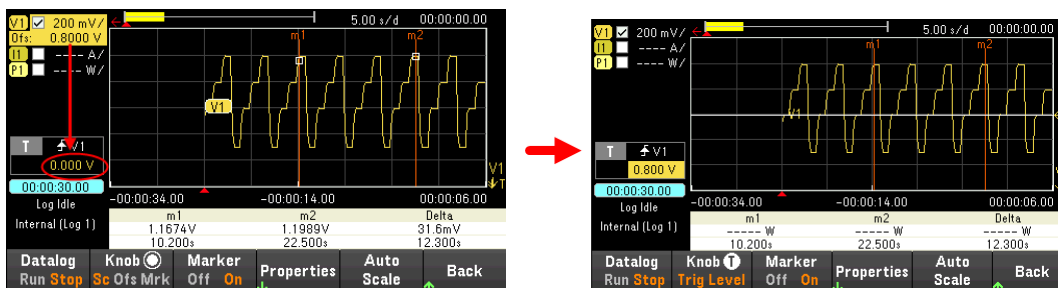 V1 200 mV/ 5.00 s/d 00:00:00.00
Ofs: 0.8000 V
I1 ---- A/
P1 ---- W/
m1 m2
V1
T V1
0.000 V
V1
T
00:00:30.00
Log Idle
Internal (Log 1)
-00:00:34.00 -00:00:14.00 00:00:06.00
m1 m2 Delta
1.1674V 1.1989V 31.6mV
10.200s 22.500s 12.300s
Datalog Knob Marker Properties Auto Back
Run Stop Sc Ofs Mrk Off On Scale
V1 200 mV/ 5.00 s/d 00:00:00.00
I1 ---- A/
P1 ---- W/
m1 m2
V1
T V1
0.800 V
00:00:30.00
Log Idle
Internal (Log 1)
-00:00:34.00 -00:00:14.00 00:00:06.00
m1 m2 Delta
----- W ----- W ----- W
10.200s 22.500s 12.300s
Datalog Knob T Marker Properties Auto Back
Run Stop Trig Level Off On Scale